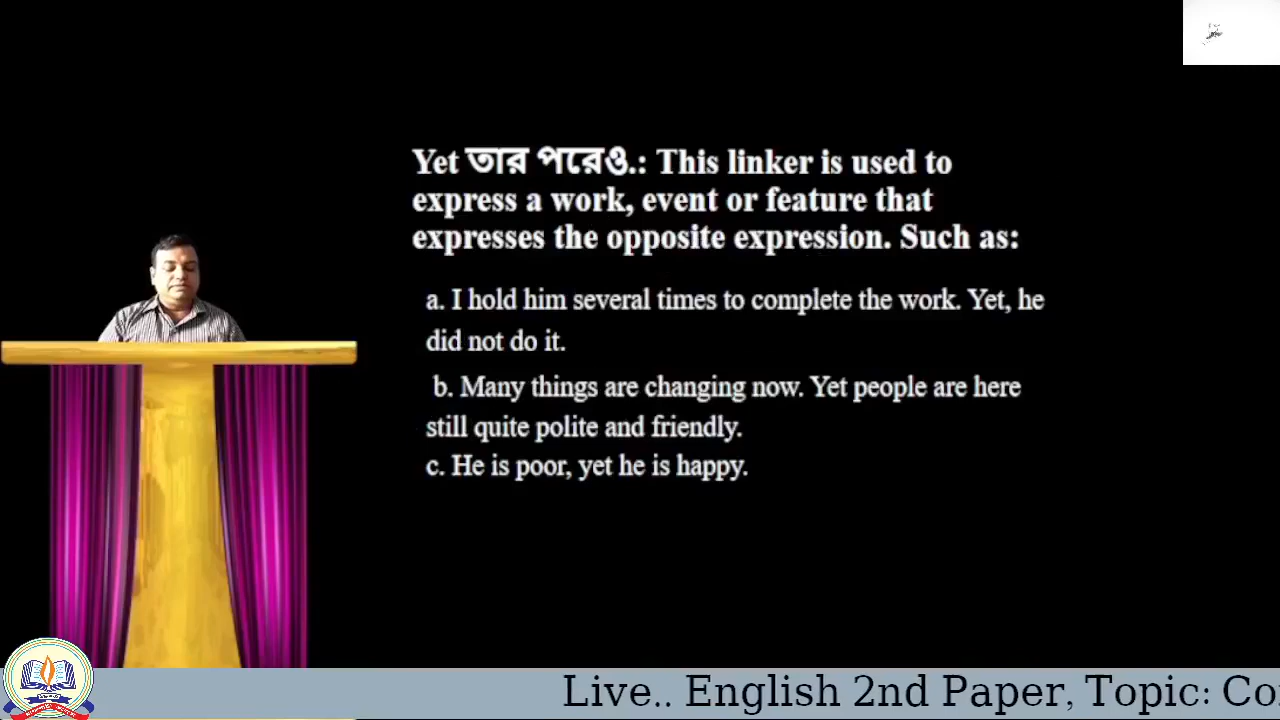 Yet তার পরেও.: This linker is used to
express a work, event or feature that
expresses the opposite expression. Such as:
a. I hold him several times to complete the work. Yet, he
did not do it.
b. Many things are changing now. Yet people are here
still quite polite and friendly.
c. He is poor, yet he is happy.
Live.. English 2nd Paper, Topic: Co